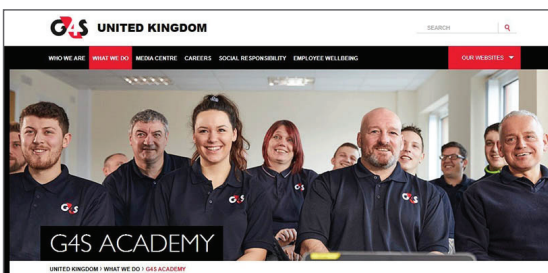 G4S UNITED KINGDOM
SEARCH
WHO WE ARE WHAT WE DO MEDIA CENTRE CAREERS SOCIAL RESPONSIBILITY EMPLOYEE WELLBEING OUR WEBSITES
G4S
G4S
G4S
G4S ACADEMY
UNITED KINGDOM > WHAT WE DO > G4S ACADEMY